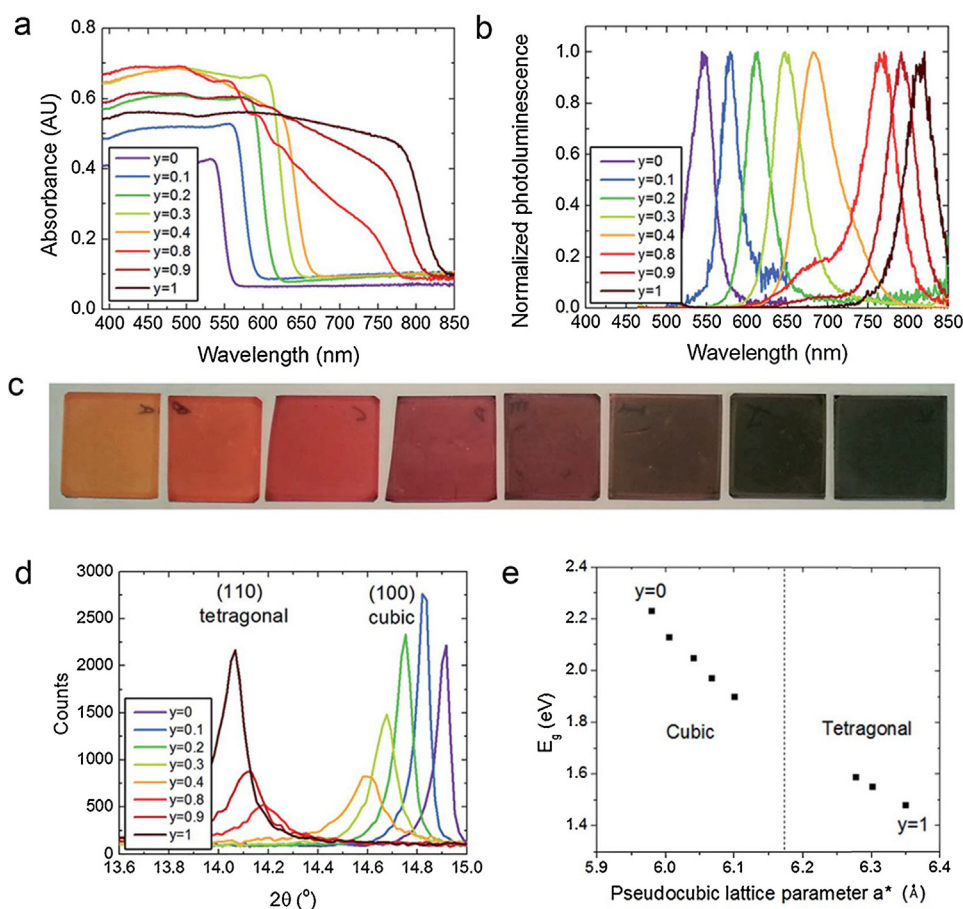 a
0.8
0.6
0.4
0.2
0.0
Absorbance (AU)
y=0
y=0.1
y=0.2
y=0.3
y=0.4
y=0.8
y=0.9
y=1
400 450 500 550 600 650 700 750 800 850
Wavelength (nm)
b
1.0
0.8
0.6
0.4
0.2
0.0
Normalized photoluminescence
y=0
y=0.1
y=0.2
y=0.3
y=0.4
y=0.8
y=0.9
y=1
400 450 500 550 600 650 700 750 800 850
Wavelength (nm)
c
d
3000
2500
2000
1500
1000
500
0
Counts
(110)
tetragonal
(100)
cubic
y=0
y=0.1
y=0.2
y=0.3
y=0.4
y=0.8
y=0.9
y=1
13.6 13.8 14.0 14.2 14.4 14.6 14.8 15.0
2θ (°)
e
2.4
2.2
2.0
1.8
1.6
1.4
E_g (eV)
y=0
Cubic
Tetragonal
y=1
5.9 6.0 6.1 6.2 6.3 6.4
Pseudocubic lattice parameter a* (Å)